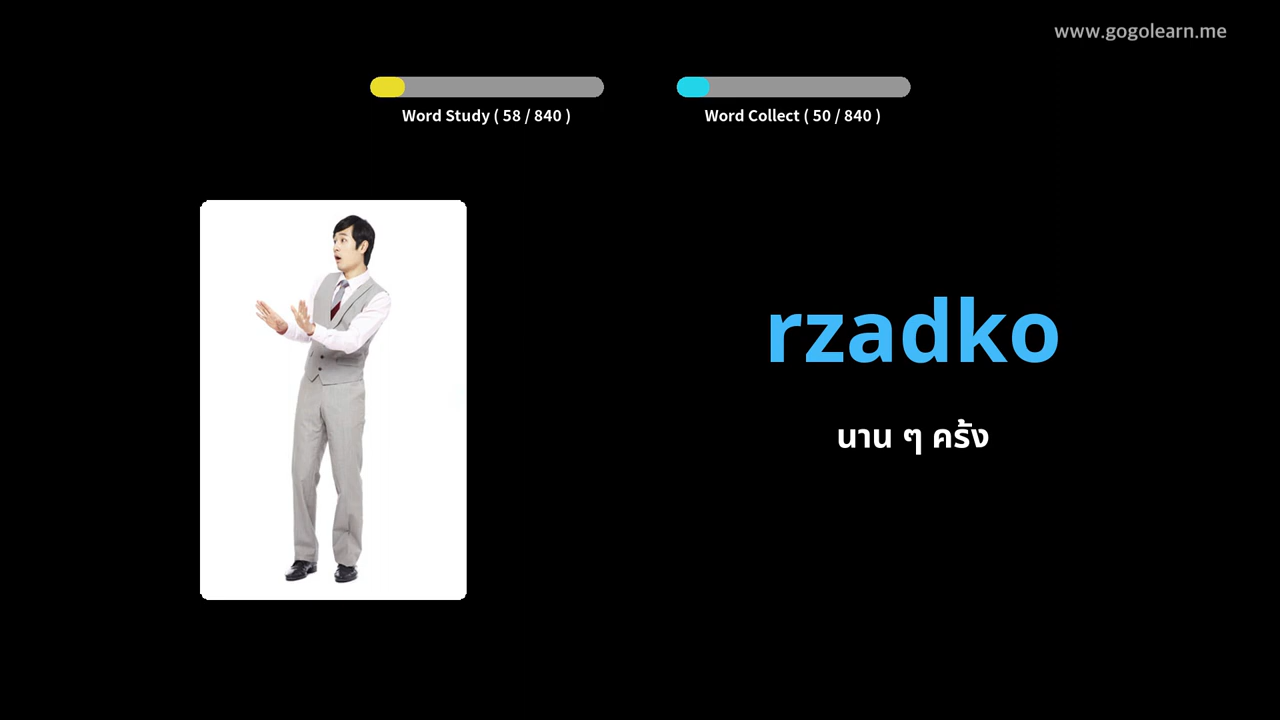 www.gogolearn.me
Word Study ( 58 / 840 )
Word Collect ( 50 / 840 )
rzadko
นาน ๆ ครั้ง